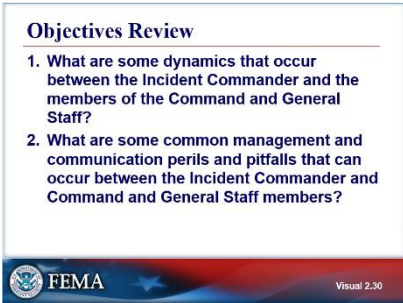 Objectives Review
1. What are some dynamics that occur
between the Incident Commander and the
members of the Command and General
Staff?
2. What are some common management and
communication perils and pitfalls that can
occur between the Incident Commander and
Command and General Staff members?
FEMA
Visual 2.30